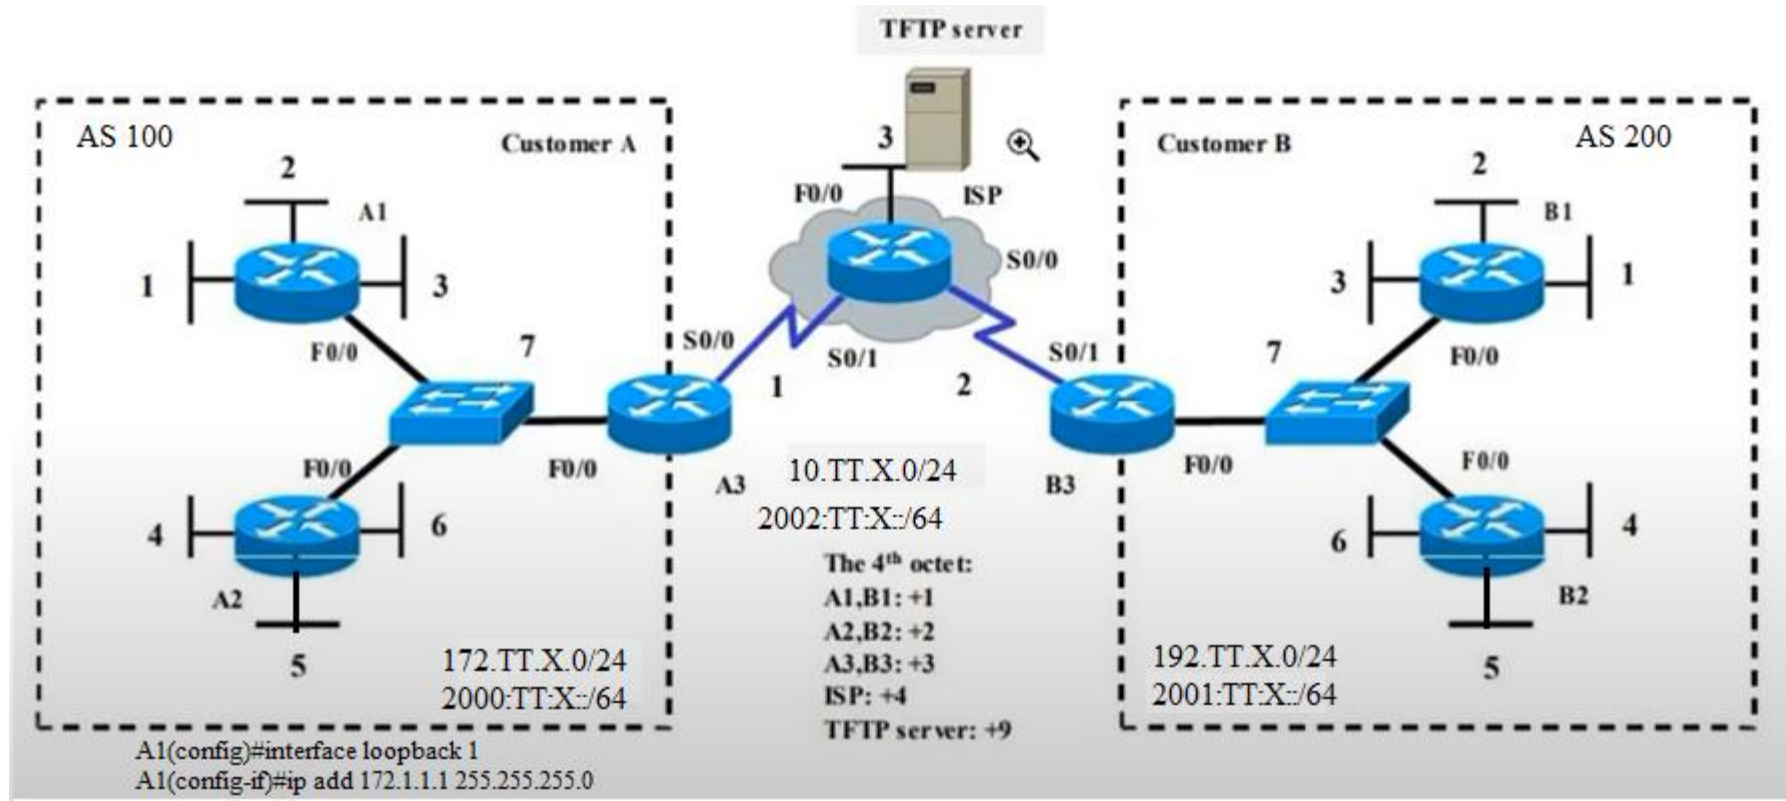 TFTP server
AS 100
Customer A
2
A1
1
3
F0/0
7
F0/0
F0/0
4
6
A2
5
172.TT.X.0/24
2000:TT:X::/64
A1(config)#interface loopback 1
A1(config-if)#ip add 172.1.1.1 255.255.255.0
3
F0/0
ISP
S0/0
S0/0
S0/1
S0/1
1
2
A3
B3
10.TT.X.0/24
2002:TT:X::/64
The 4th octet:
A1,B1: +1
A2,B2: +2
A3,B3: +3
ISP: +4
TFTP server: +9
Customer B
AS 200
2
B1
3
1
7
F0/0
F0/0
F0/0
6
4
B2
5
192.TT.X.0/24
2001:TT:X::/64